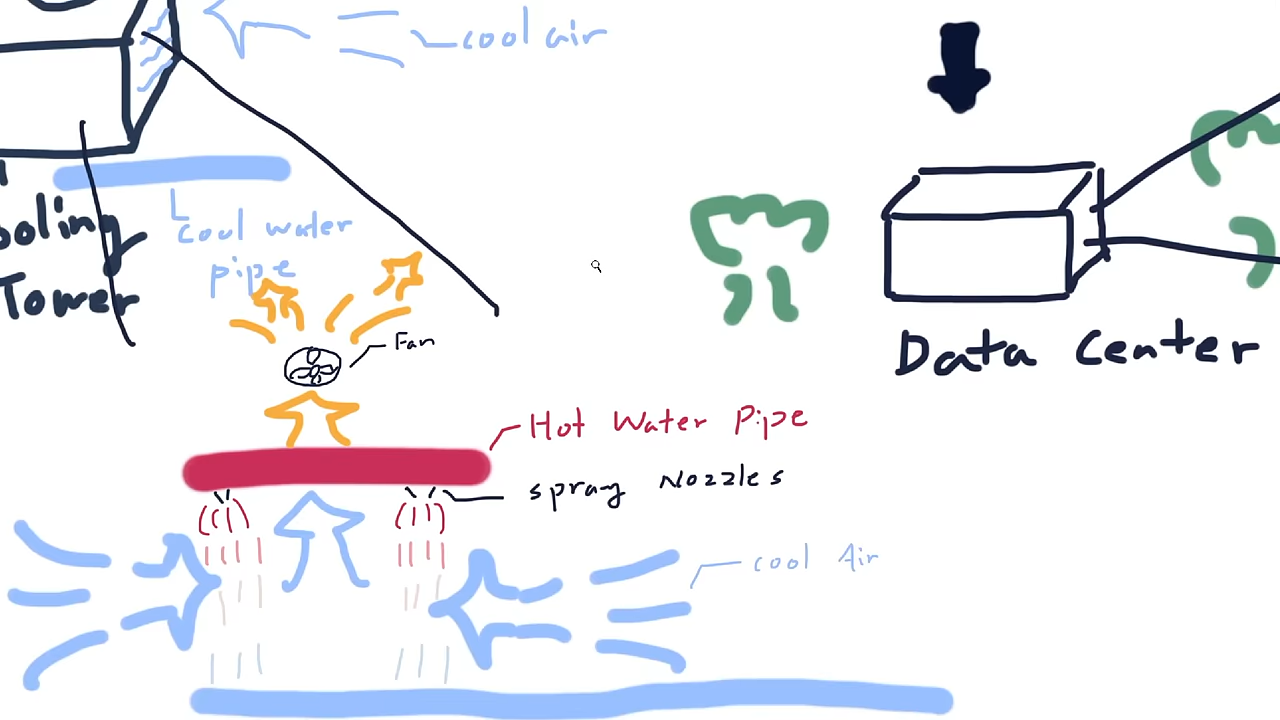 cool air
ooling
Tower
cool water
pipe
Fan
Data Center
Hot Water Pipe
spray Nozzles
cool Air